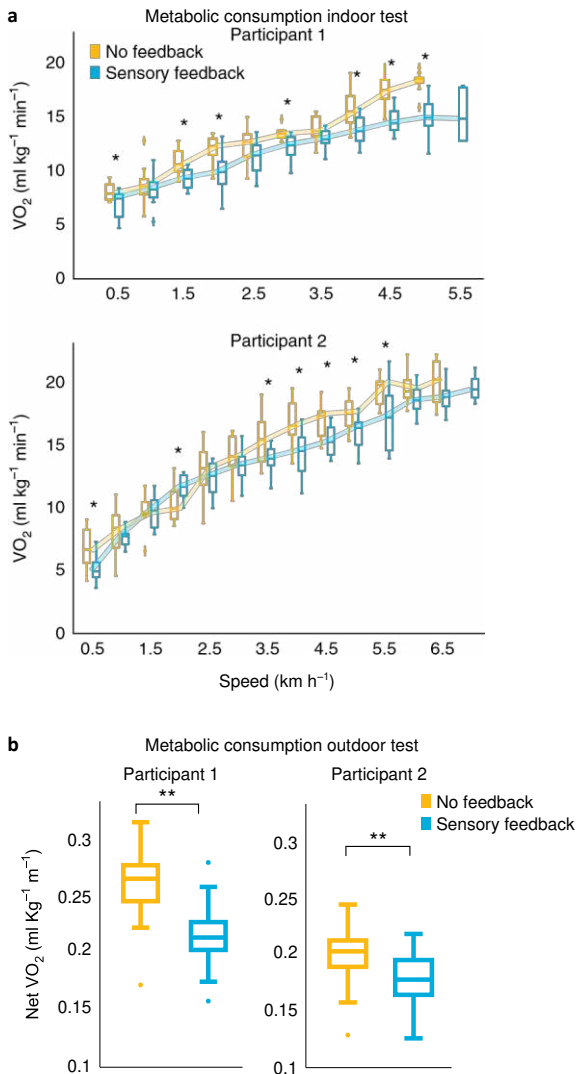 a
Metabolic consumption indoor test
Participant 1
No feedback
Sensory feedback
VO2 (ml kg−1 min−1)
20
15
10
5
0
* * * * * * *
0.5 1.5 2.5 3.5 4.5 5.5
Participant 2
VO2 (ml kg−1 min−1)
20
15
10
5
0
* * * * * * *
0.5 1.5 2.5 3.5 4.5 5.5 6.5
Speed (km h−1)
b
Metabolic consumption outdoor test
Participant 1
Participant 2
No feedback
Sensory feedback
Net VO2 (ml Kg−1 m−1)
**
0.3
0.25
0.2
0.15
0.1
**
0.3
0.25
0.2
0.15
0.1